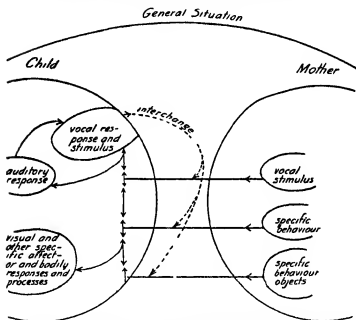 General Situation
Child
Mother
interchange
vocal res-
ponse and
stimulus
auditory
response
vocal
stimulus
specific
behaviour
visual and
other spec-
ific affect-
or and bodily
responses and
processes
specific
behaviour
objects